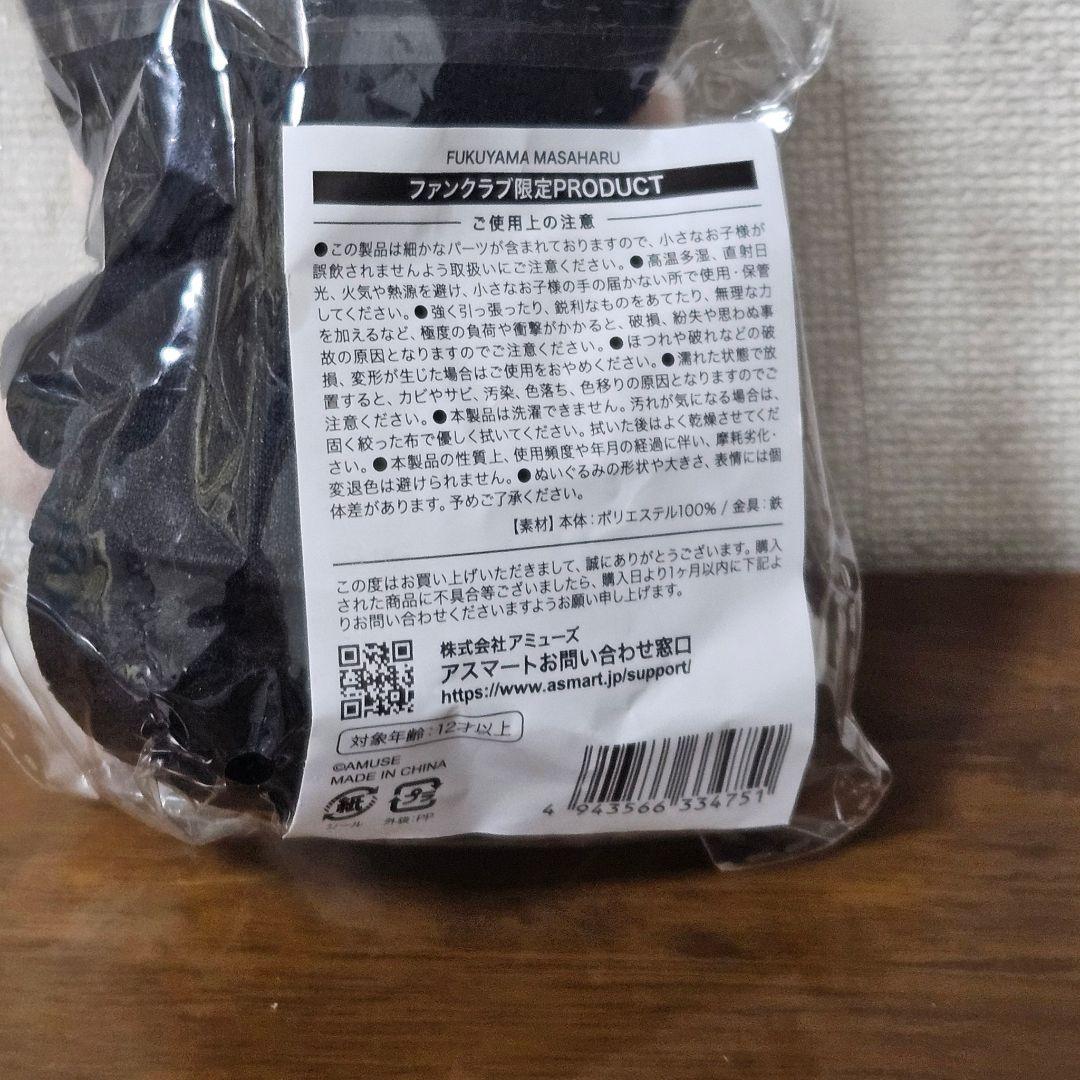 FUKUYAMA MASAHARU
ファンクラブ限定PRODUCT
ご使用上の注意
●この製品は細かなパーツが含まれておりますので、小さなお子様が
誤飲されませんよう取扱いにご注意ください。●高温多湿、直射日
光、火気や熱源を避け、小さなお子様の手の届かない所で使用・保管
してください。●強く引っ張ったり、鋭利なものをあてたり、無理な力
を加えるなど、極度の負荷や衝撃がかかると、破損、紛失や思わぬ事
故の原因となりますのでご注意ください。●ほつれや破れなどの破
損、変形が生じた場合はご使用をおやめください。●濡れた状態で放
置すると、カビやサビ、汚染、色落ち、色移りの原因となりますのでご
注意ください。●本製品は洗濯できません。汚れが気になる場合は、
固く絞った布で優しく拭いてください。拭いた後はよく乾燥させてくだ
さい。●本製品の性質上、使用頻度や年月の経過に伴い、摩耗劣化・
変退色は避けられません。●ぬいぐるみの形状や大きさ、表情には個
体差があります。予めご了承ください。
【素材】本体：ポリエステル100% / 金具：鉄
この度はお買い上げいただきまして、誠にありがとうございます。購入
された商品に不具合等ございましたら、購入日より1ヶ月以内に下記よ
りお問い合わせくださいますようお願い申し上げます。
株式会社アミューズ
アスマートお問い合わせ窓口
https://www.asmart.jp/support/
対象年齢：12才以上
©AMUSE
MADE IN CHINA
紙
シール
プラ
外袋：PP
4 943566 334751